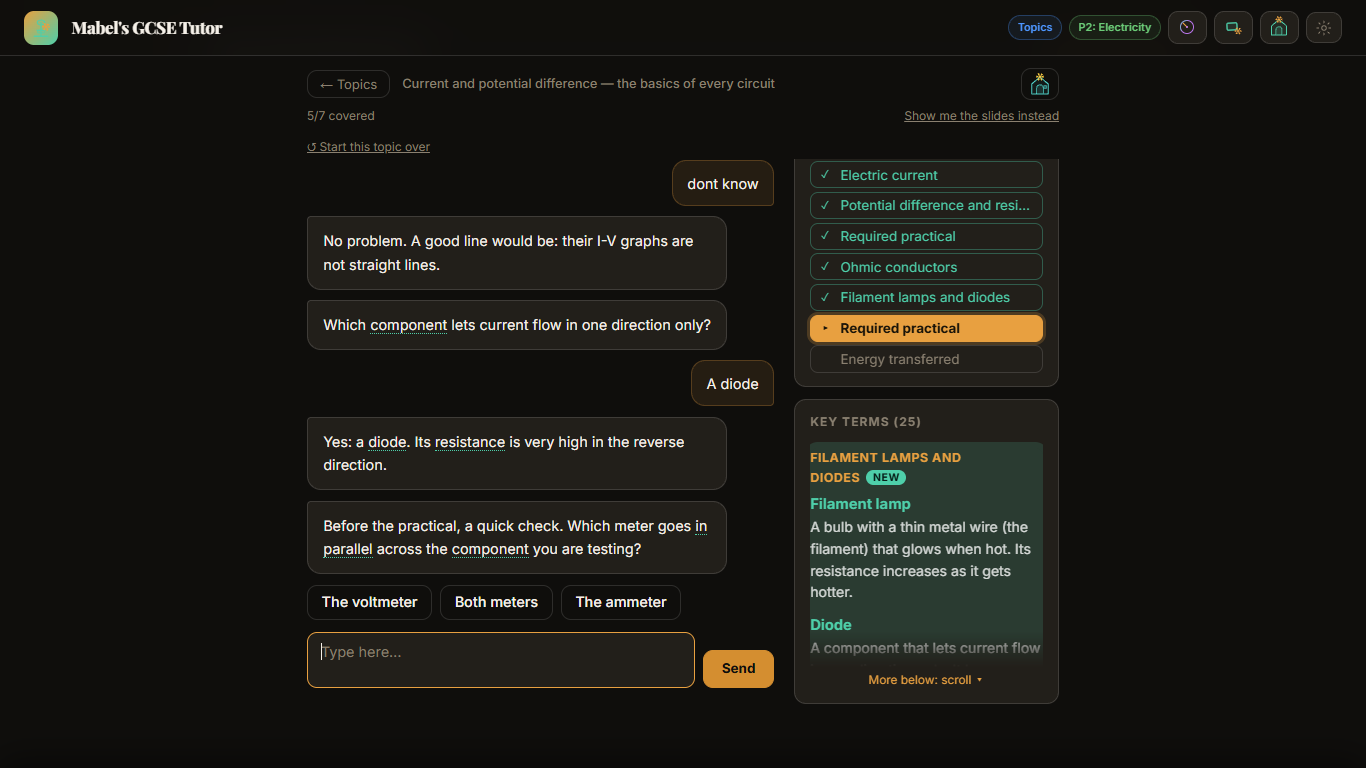 Mabel's GCSE Tutor
Topics
P2: Electricity
← Topics
Current and potential difference — the basics of every circuit
5/7 covered
Show me the slides instead
↺ Start this topic over
dont know
No problem. A good line would be: their I-V graphs are
not straight lines.
Which component lets current flow in one direction only?
A diode
Yes: a diode. Its resistance is very high in the reverse
direction.
Before the practical, a quick check. Which meter goes in
parallel across the component you are testing?
The voltmeter
Both meters
The ammeter
Type here...
Send
✓ Electric current
✓ Potential difference and resi...
✓ Required practical
✓ Ohmic conductors
✓ Filament lamps and diodes
▸ Required practical
Energy transferred
KEY TERMS (25)
FILAMENT LAMPS AND
DIODES NEW
Filament lamp
A bulb with a thin metal wire (the
filament) that glows when hot. Its
resistance increases as it gets
hotter.
Diode
A component that lets current flow
More below: scroll ▾